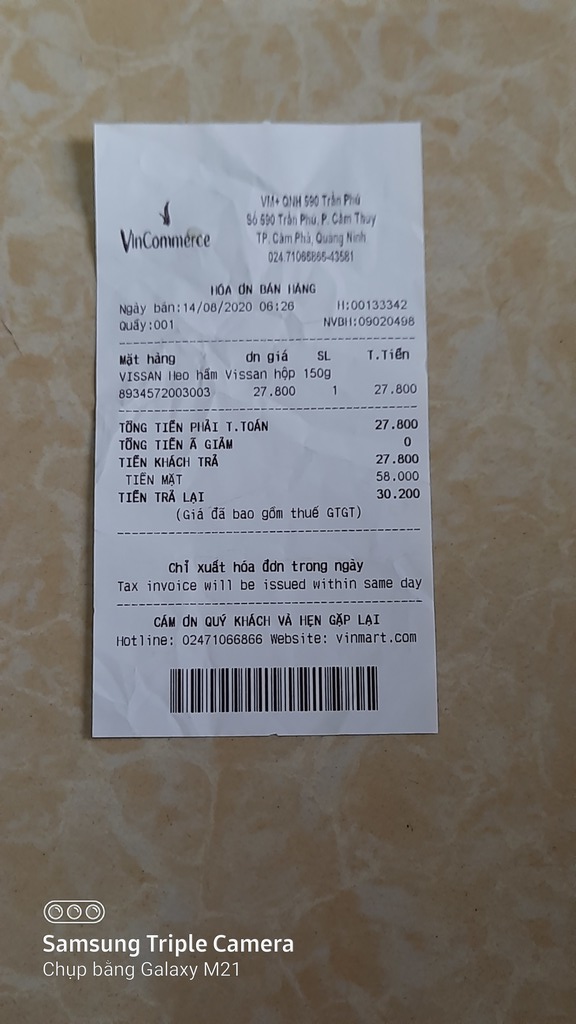 VinCommerce
VM+ QNH 590 Trần Phú
Số 590 Trần Phú, P. Cẩm Thủy
TP. Cẩm Phả, Quảng Ninh
024.71066866-43581
HÓA ƠN BÁN HÀNG
Ngày bán:14/08/2020 06:26 H:00133342
Quầy:001 NVBH:09020498
Mặt hàng ơn giá SL T.Tiền
VISSAN Heo hầm Vissan hộp 150g
8934572003003 27.800 1 27.800
TỔNG TIỀN PHẢI T.TOÁN 27.800
TỔNG TIỀN Ã GIẢM 0
TIỀN KHÁCH TRẢ 27.800
TIỀN MẶT 58.000
TIỀN TRẢ LẠI 30.200
(Giá đã bao gồm thuế GTGT)
Chỉ xuất hóa đơn trong ngày
Tax invoice will be issued within same day
CÁM ƠN QUÝ KHÁCH VÀ HẸN GẶP LẠI
Hotline: 02471066866 Website: vinmart.com
Samsung Triple Camera
Chụp bằng Galaxy M21